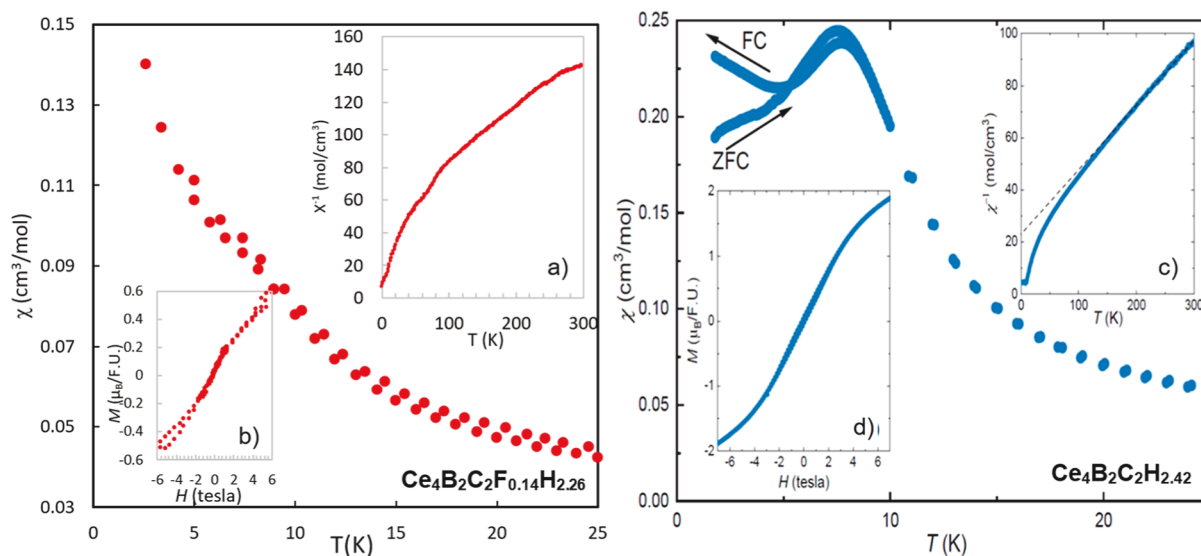 χ (cm³/mol)
0.15
0.13
0.11
0.09
0.07
0.05
0.03
0
5
10
15
20
25
T(K)
Ce₄B₂C₂F₀.₁₄H₂.₂₆
X⁻¹ (mol/cm³)
160
140
120
100
80
60
40
20
0
0
100
200
300
T (K)
a)
M (μB/F.U.)
0.6
0.4
0.2
0
-0.2
-0.4
-0.6
-6 -4 -2 0 2 4 6
H (tesla)
b)
χ (cm³/mol)
0.25
0.20
0.15
0.10
0.05
0.00
0
10
20
T (K)
FC
ZFC
Ce₄B₂C₂H₂.₄₂
χ⁻¹ (mol/cm³)
100
80
60
40
20
0
0
100
200
300
T (K)
c)
M (μB/F.U.)
2
1
0
-1
-2
-6 -4 -2 0 2 4 6
H (tesla)
d)